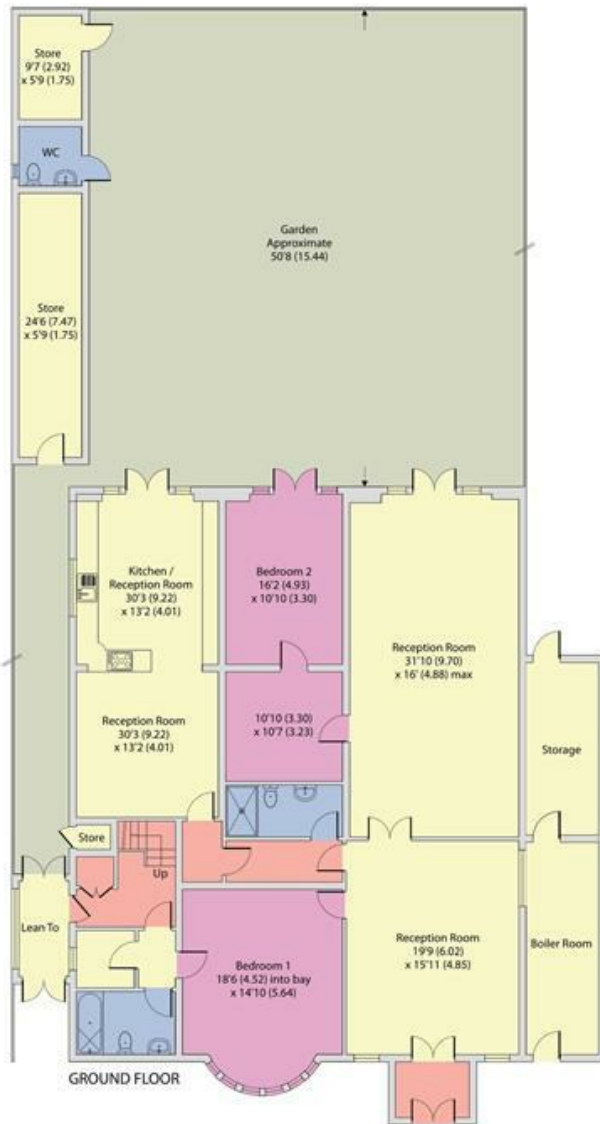 Store
9'7 (2.92)
x 5'9 (1.75)
WC
Garden
Approximate
50'8 (15.44)
Store
24'6 (7.47)
x 5'9 (1.75)
Kitchen /
Reception Room
30'3 (9.22)
x 13'2 (4.01)
Bedroom 2
16'2 (4.93)
x 10'10 (3.30)
Reception Room
31'10 (9.70)
x 16' (4.88) max
Reception Room
30'3 (9.22)
x 13'2 (4.01)
10'10 (3.30)
x 10'7 (3.23)
Storage
Store
Up
Lean To
Bedroom 1
18'6 (4.52) into bay
x 14'10 (5.64)
Reception Room
19'9 (6.02)
x 15'11 (4.85)
Boiler Room
GROUND FLOOR